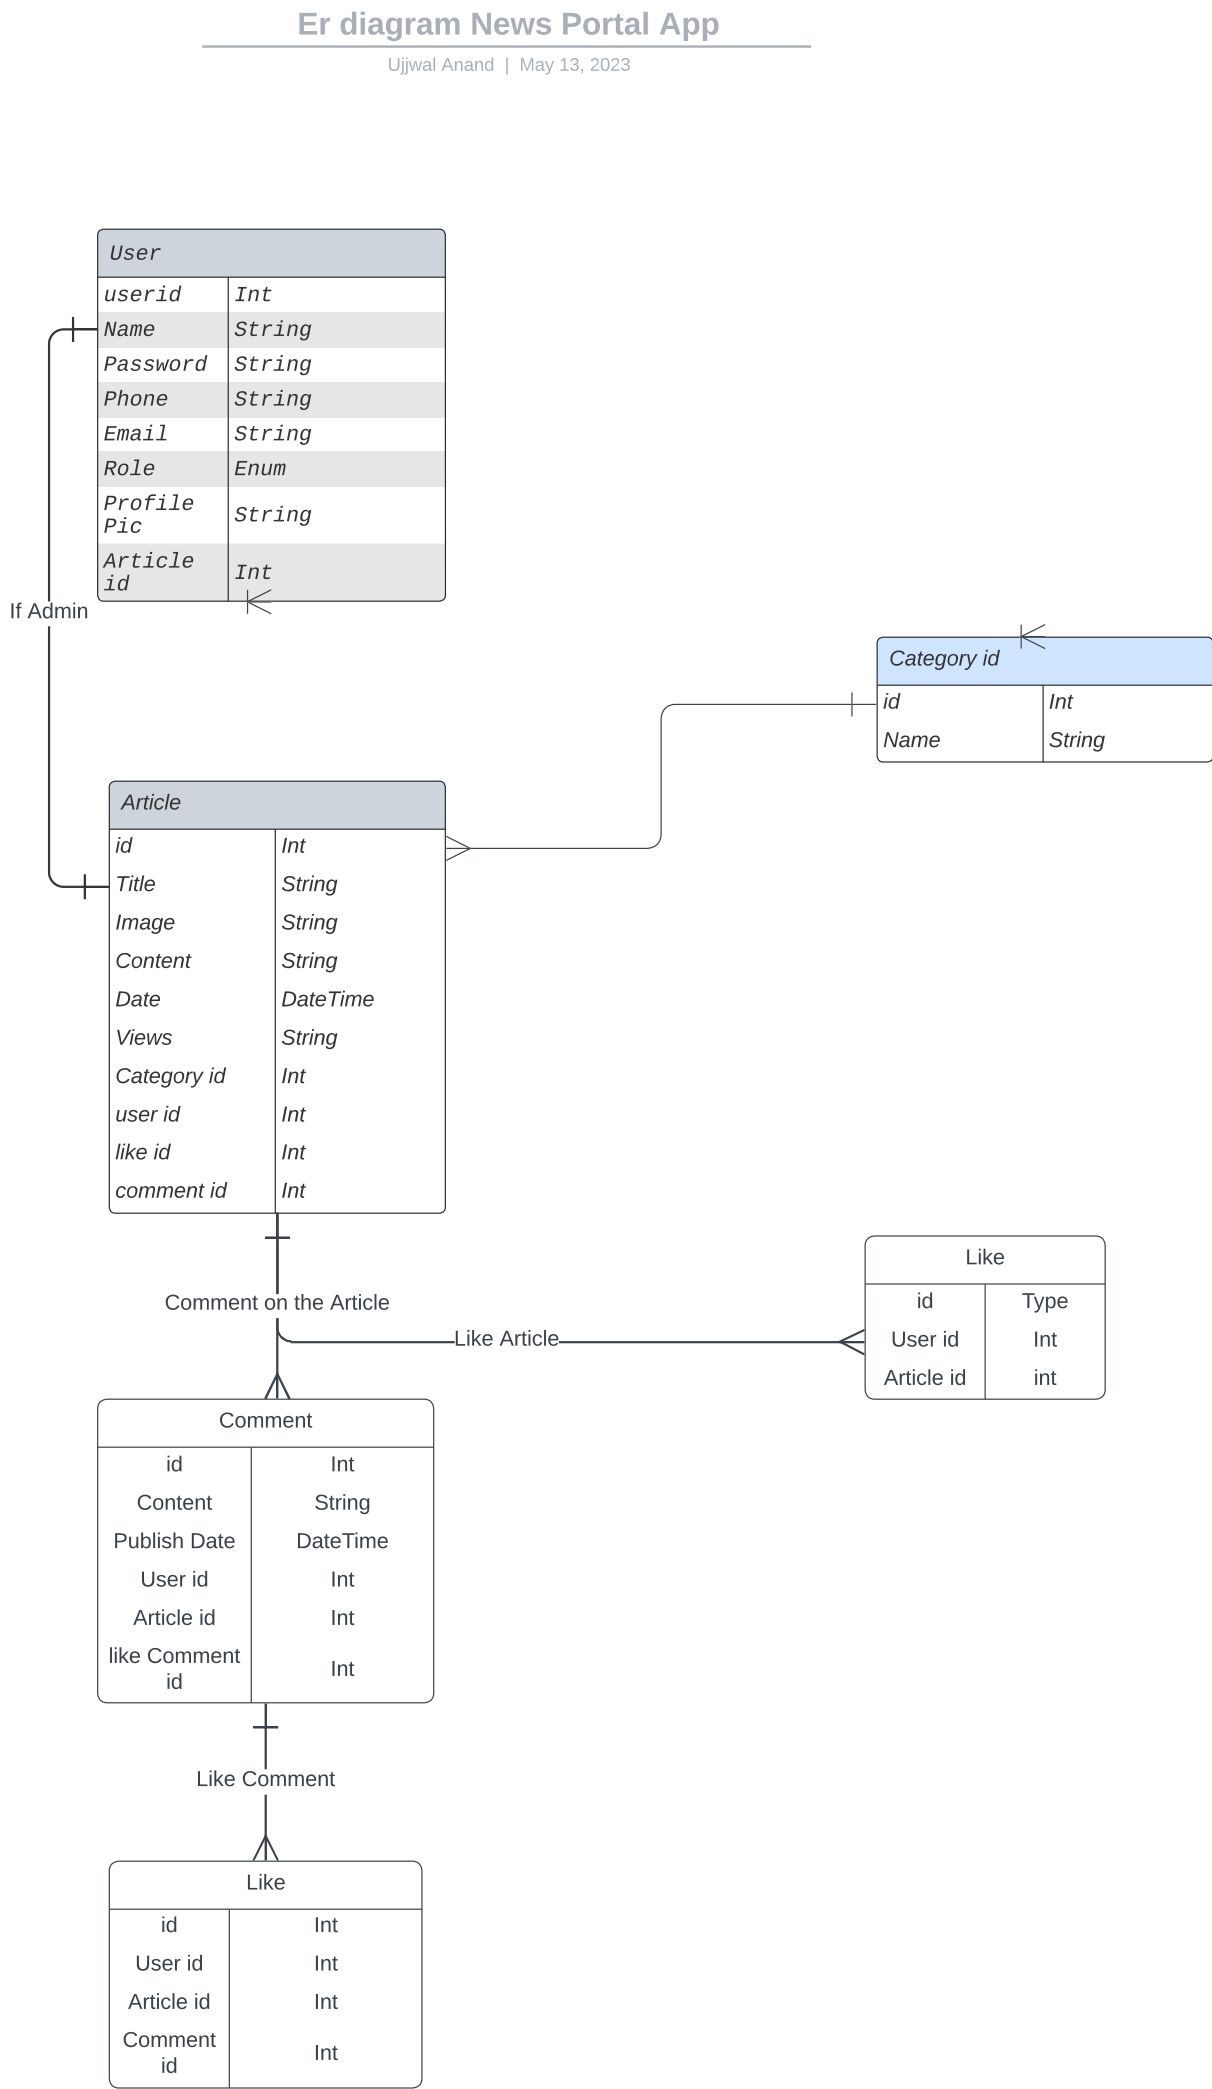 Er diagram News Portal App
Ujjwal Anand | May 13, 2023
User
userid Int
Name String
Password String
Phone String
Email String
Role Enum
Profile
Pic String
Article
id Int
If Admin
Category id
id Int
Name String
Article
id Int
Title String
Image String
Content String
Date DateTime
Views String
Category id Int
user id Int
like id Int
comment id Int
Comment on the Article
Like Article
Like
id Type
User id Int
Article id int
Comment
id Int
Content String
Publish Date DateTime
User id Int
Article id Int
like Comment
id Int
Like Comment
Like
id Int
User id Int
Article id Int
Comment
id Int